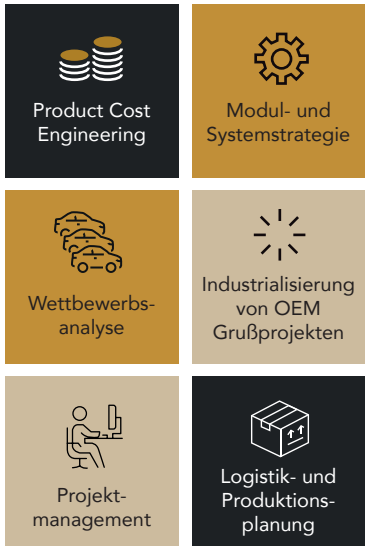 Product Cost
Engineering
Modul- und
Systemstrategie
Wettbewerbs-
analyse
Industrialisierung
von OEM
Grußprojekten
Projekt-
management
Logistik- und
Produktions-
planung